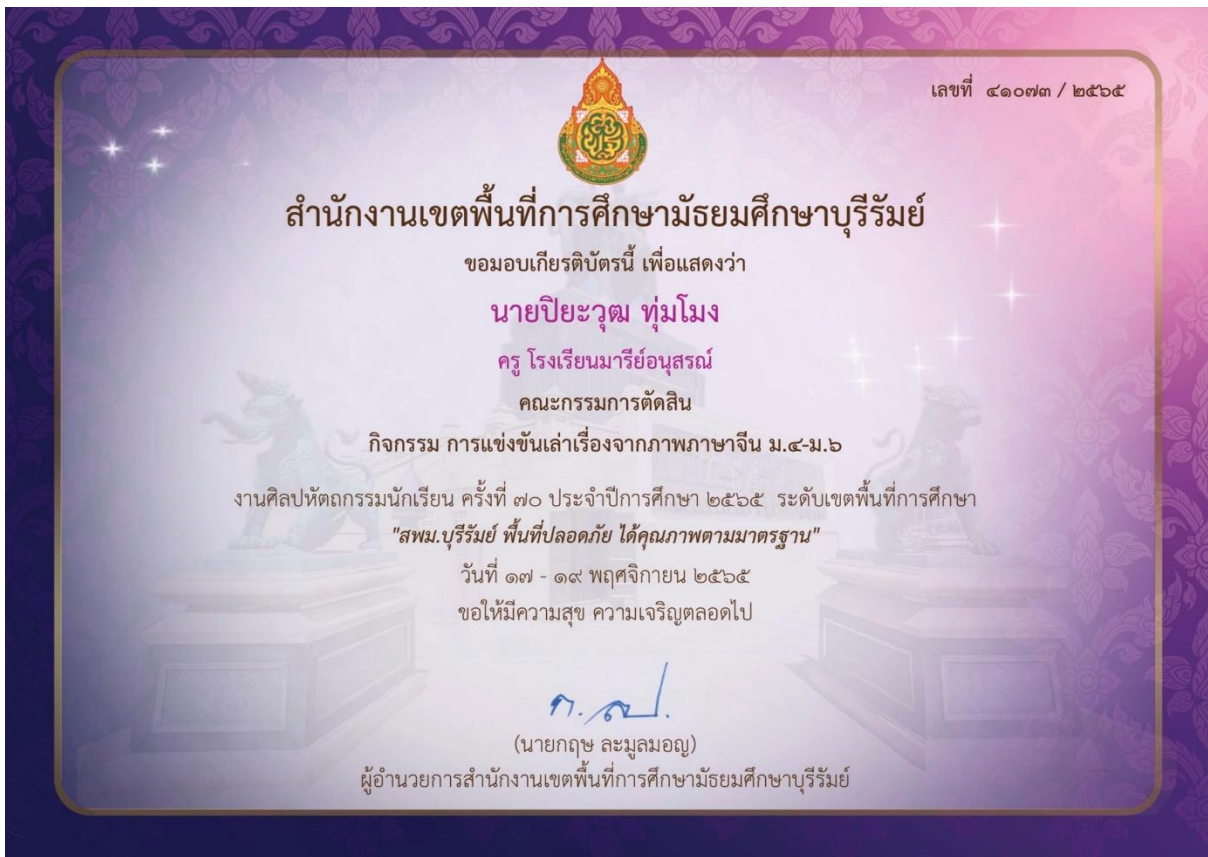 เลขที่ ๔๑๐๗๓ / ๒๕๖๕
สำนักงานเขตพื้นที่การศึกษามัธยมศึกษาบุรีรัมย์
ขอมอบเกียรติบัตรนี้ เพื่อแสดงว่า
นายปิยะวุฒ ทุ่มโมง
ครู โรงเรียนมารีย์อนุสรณ์
คณะกรรมการตัดสิน
กิจกรรม การแข่งขันเล่าเรื่องจากภาพภาษาจีน ม.๔-ม.๖
งานศิลปหัตถกรรมนักเรียน ครั้งที่ ๗๐ ประจำปีการศึกษา ๒๕๖๕ ระดับเขตพื้นที่การศึกษา
"สพม.บุรีรัมย์ พื้นที่ปลอดภัย ได้คุณภาพตามมาตรฐาน"
วันที่ ๑๗ - ๑๙ พฤศจิกายน ๒๕๖๕
ขอให้มีความสุข ความเจริญตลอดไป
(นายกฤษ ละมูลมอญ)
ผู้อำนวยการสำนักงานเขตพื้นที่การศึกษามัธยมศึกษาบุรีรัมย์